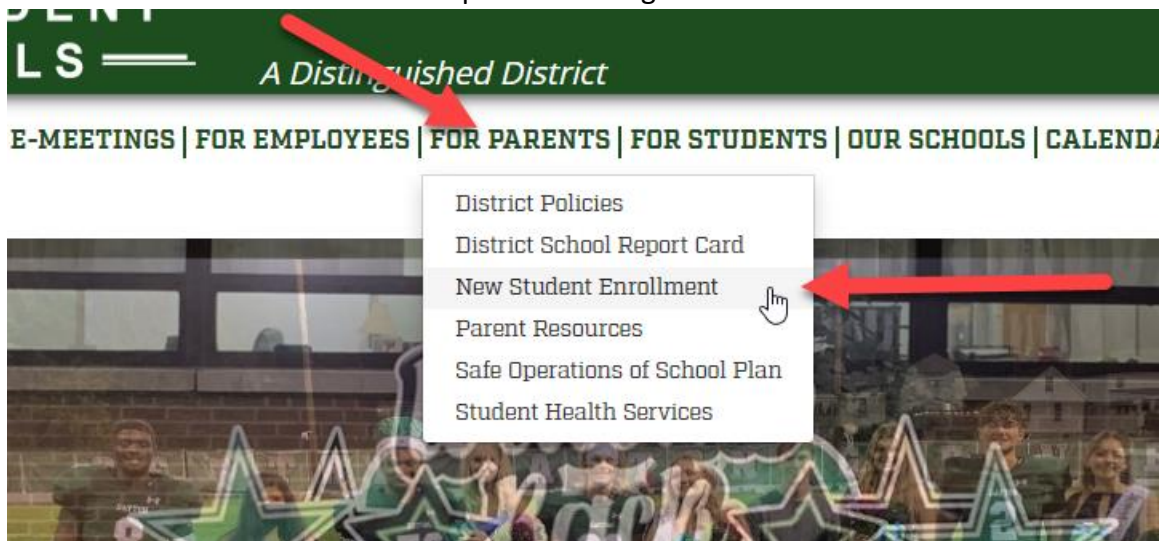 A Distinguished District
E-MEETINGS | FOR EMPLOYEES | FOR PARENTS | FOR STUDENTS | OUR SCHOOLS |
District Policies
District School Report Card
New Student Enrollment
Parent Resources
Safe Operations of School Plan
Student Health Services